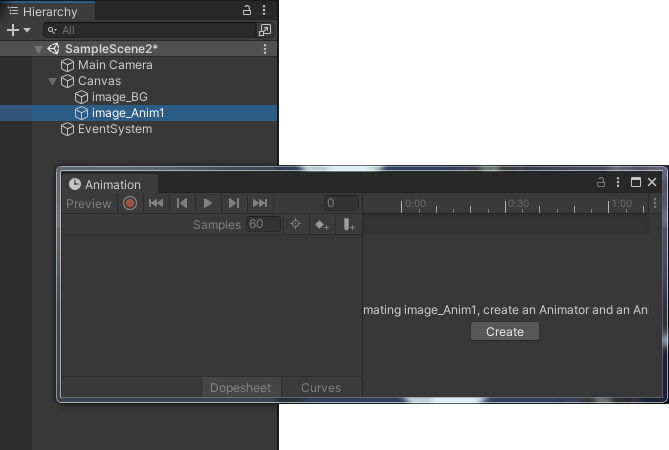 Hierarchy
All
SampleScene2*
Main Camera
Canvas
image_BG
image_Anim1
EventSystem
Animation
Preview
0
0:00
0:30
1:00
Samples 60
mating image_Anim1, create an Animator and an An
Create
Dopesheet
Curves